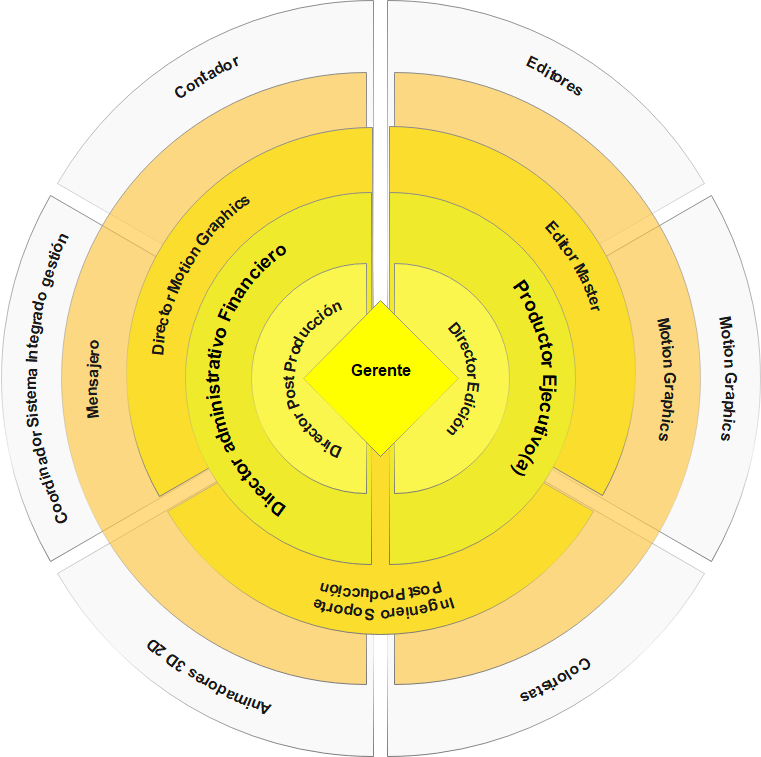 Contador
Editores
Director Motion Graphics
Editor Master
Director administrativo Financiero
Productor Ejecutivo(a)
Director Post Producción
Director Edición
Gerente
Coordinador Sistema Integrado gestión
Mensajero
Motion Graphics
Motion Graphics
Ingeniero Soporte
Post Producción
Animadores 3D 2D
Coloristas